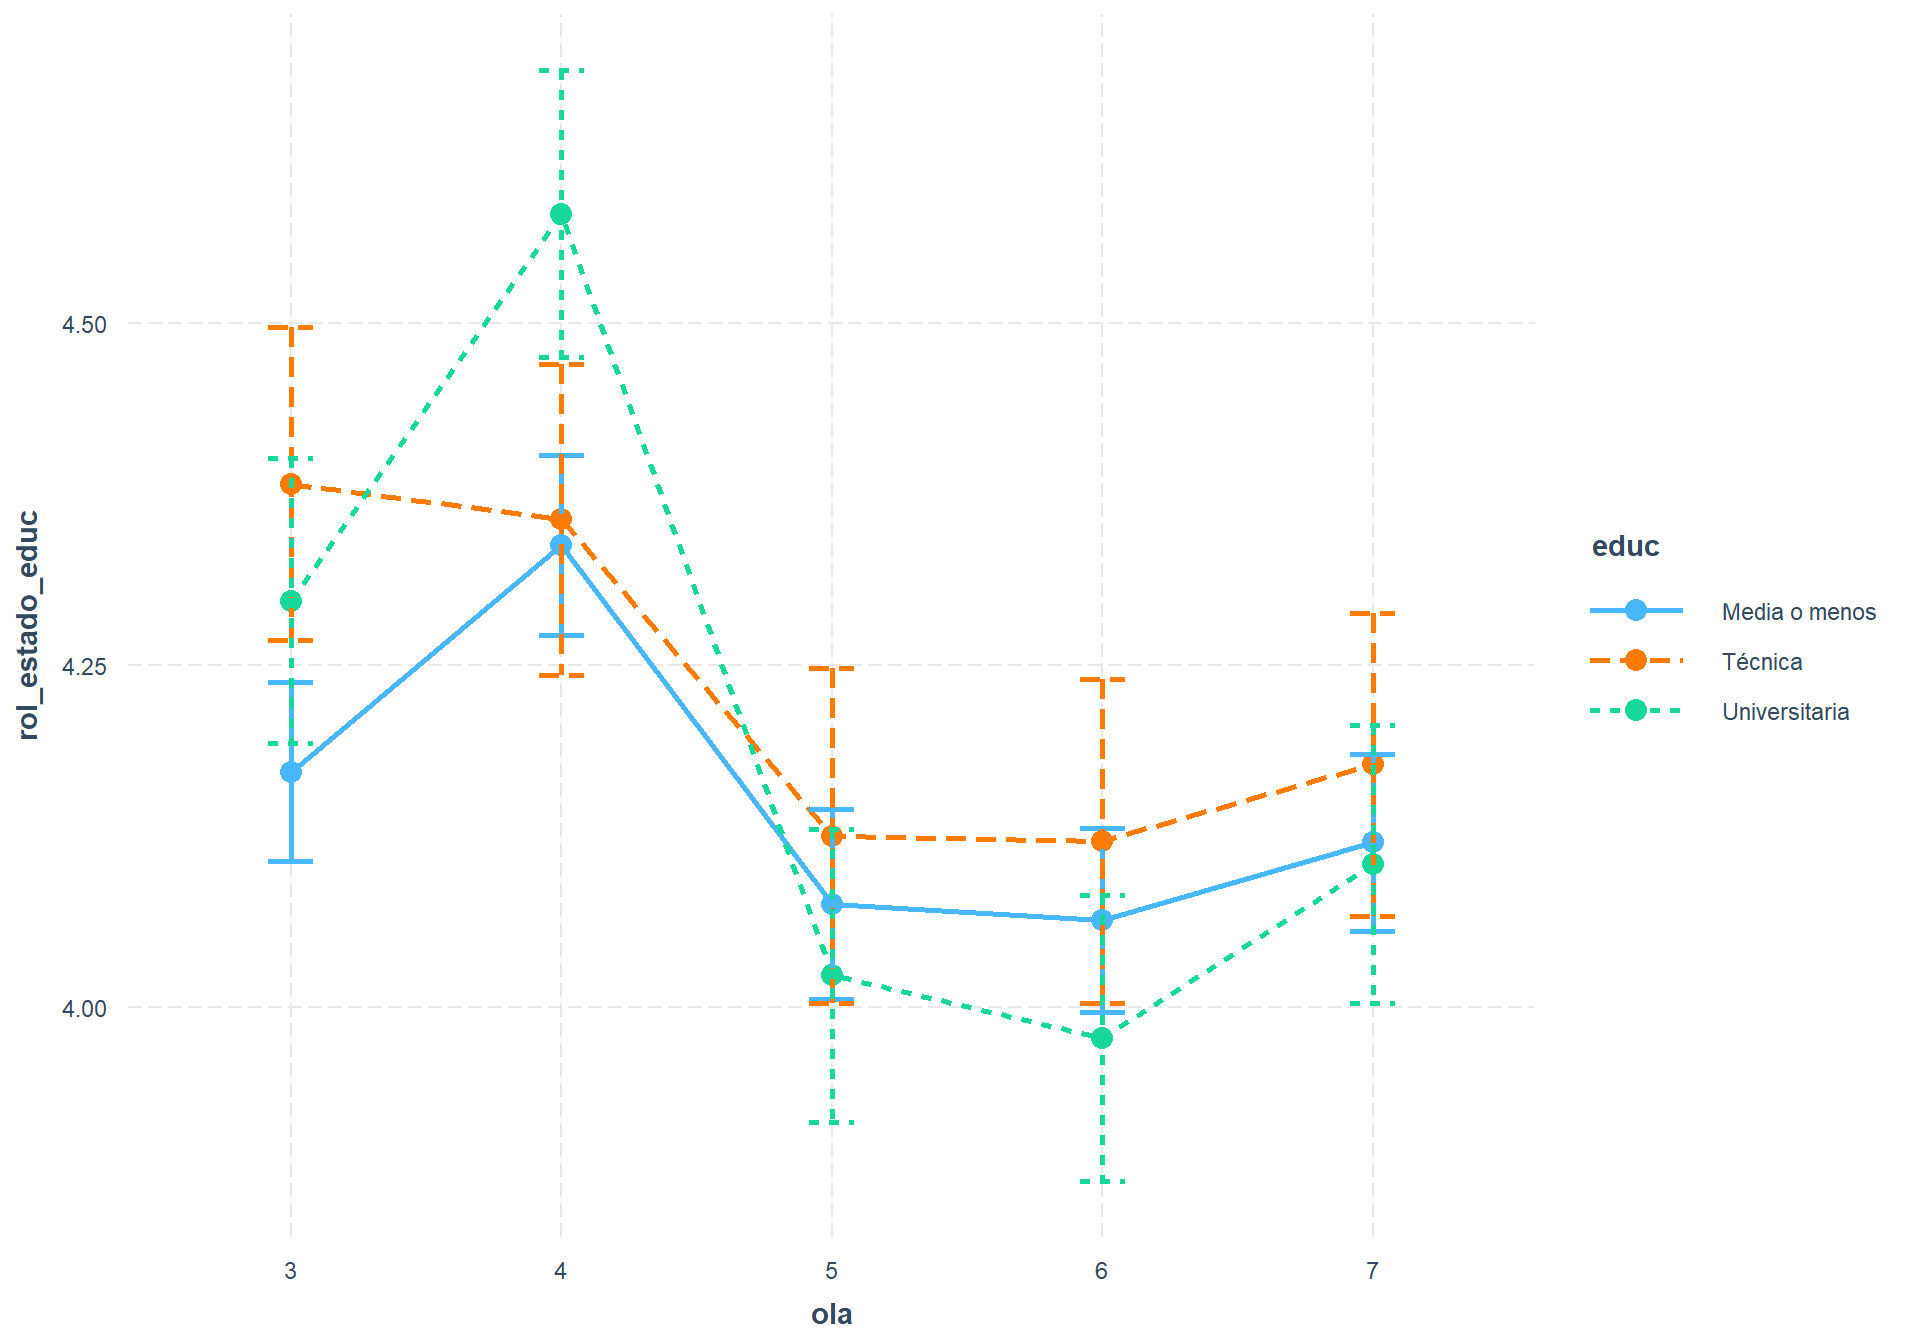 rol_estado_educ
4.50
4.25
4.00
3 4 5 6 7
ola
educ
Media o menos
Técnica
Universitaria